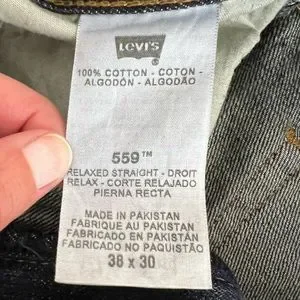 LEVI'S
®
100% COTTON - COTON -
ALGODÓN - ALGODÃO
559™
RELAXED STRAIGHT - DROIT
RELAX - CORTE RELAJADO
PIERNA RECTA
MADE IN PAKISTAN
FABRIQUE AU PAKISTAN
FABRICADO EN PAKISTAN
FABRICADO NO PAQUISTÃO
38 X 30